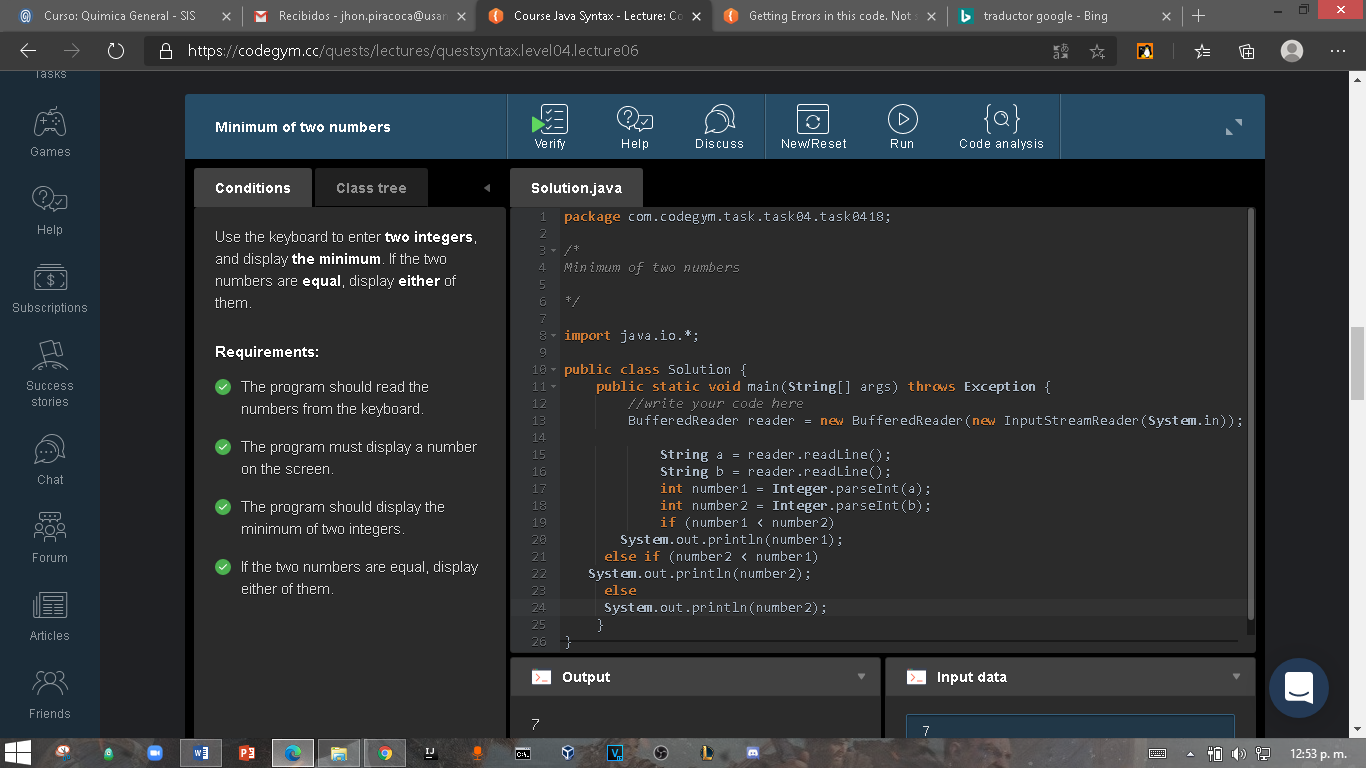 Curso: Quimica General - SIS
Recibidos - jhon.piracoca@usar
Course Java Syntax - Lecture: Co
Getting Errors in this code. Not s
traductor google - Bing
https://codegym.cc/quests/lectures/questsyntax.level04.lecture06
Tasks
Games
Help
Subscriptions
Success
stories
Chat
Forum
Articles
Friends
Minimum of two numbers
Verify
Help
Discuss
New/Reset
Run
Code analysis
Conditions
Class tree
Use the keyboard to enter two integers,
and display the minimum. If the two
numbers are equal, display either of
them.
Requirements:
The program should read the
numbers from the keyboard.
The program must display a number
on the screen.
The program should display the
minimum of two integers.
If the two numbers are equal, display
either of them.
Solution.java
1 package com.codegym.task.task04.task0418;
2
3 /*
4 Minimum of two numbers
5
6 */
7
8 import java.io.*;
9
10 public class Solution {
11 public static void main(String[] args) throws Exception {
12 //write your code here
13 BufferedReader reader = new BufferedReader(new InputStreamReader(System.in));
14
15 String a = reader.readLine();
16 String b = reader.readLine();
17 int number1 = Integer.parseInt(a);
18 int number2 = Integer.parseInt(b);
19 if (number1 < number2)
20 System.out.println(number1);
21 else if (number2 < number1)
22 System.out.println(number2);
23 else
24 System.out.println(number2);
25 }
26 }
Output
7
Input data
7
12:53 p. m.